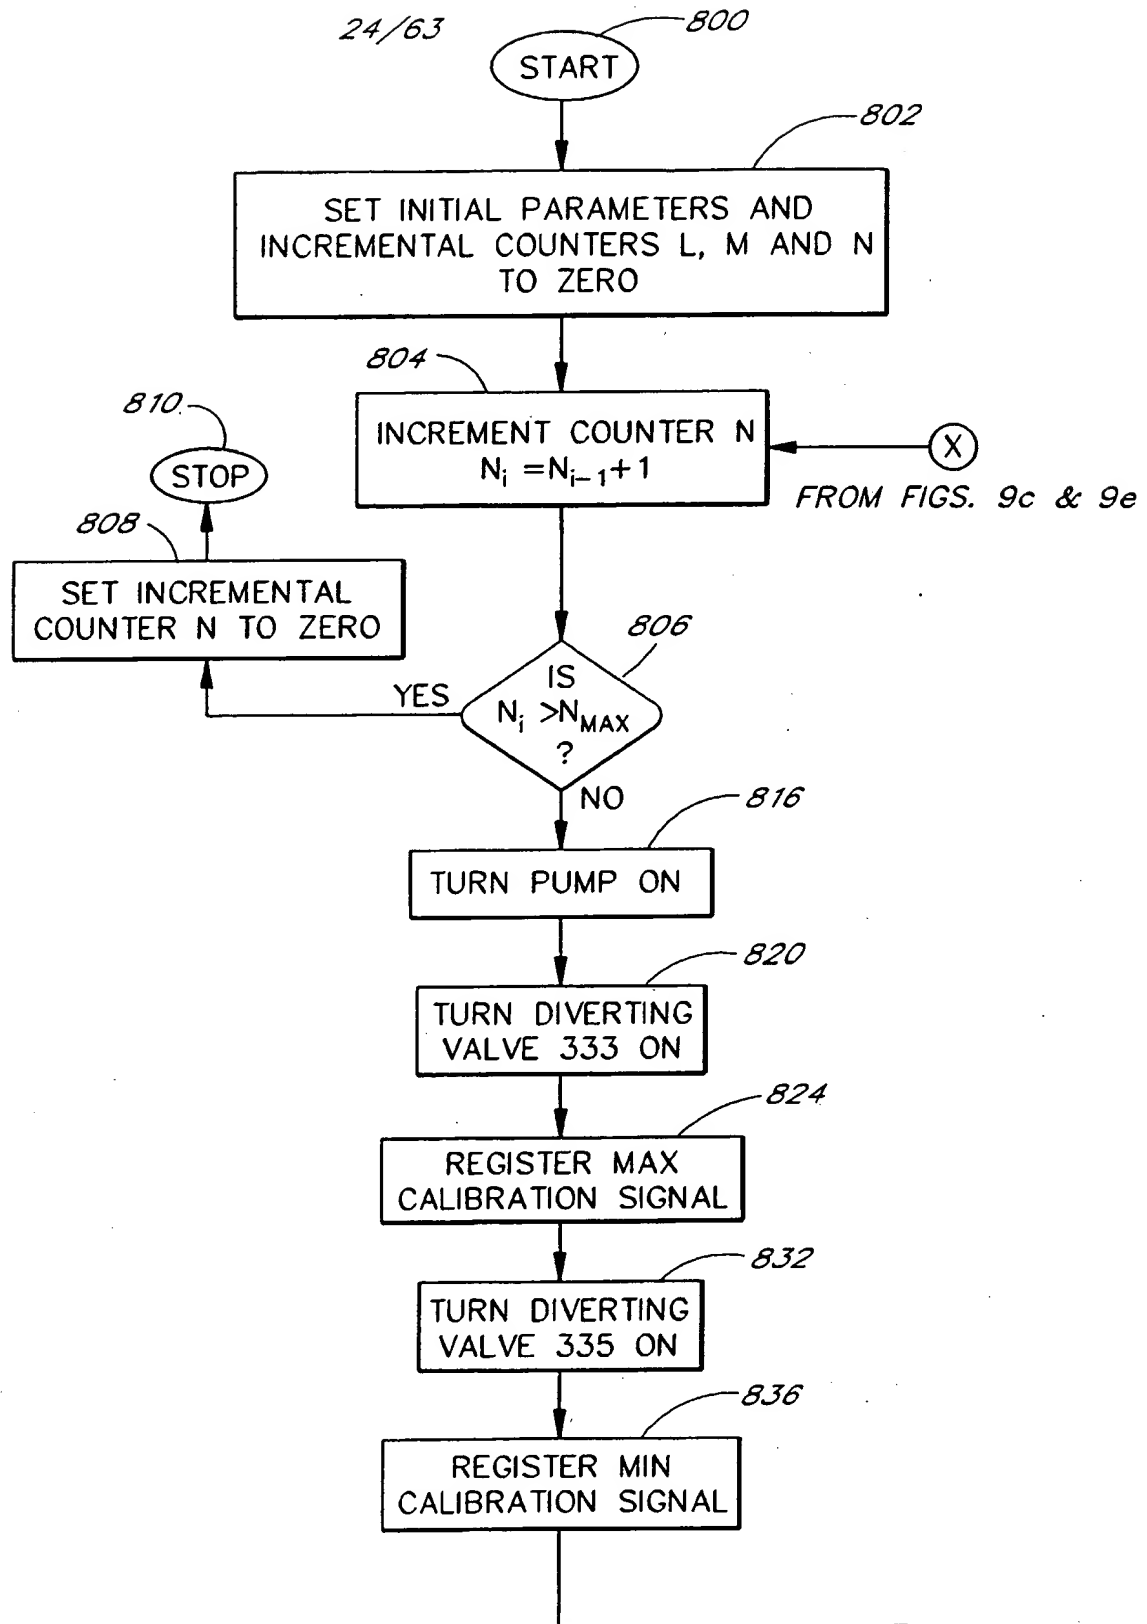 24/63
800
START
802
SET INITIAL PARAMETERS AND
INCREMENTAL COUNTERS L, M AND N
TO ZERO
804
INCREMENT COUNTER N
Nᵢ =Nᵢ₋₁+1
X
FROM FIGS. 9c & 9e
810
STOP
808
SET INCREMENTAL
COUNTER N TO ZERO
806
IS
Nᵢ >N_MAX
?
YES
NO
816
TURN PUMP ON
820
TURN DIVERTING
VALVE 333 ON
824
REGISTER MAX
CALIBRATION SIGNAL
832
TURN DIVERTING
VALVE 335 ON
836
REGISTER MIN
CALIBRATION SIGNAL